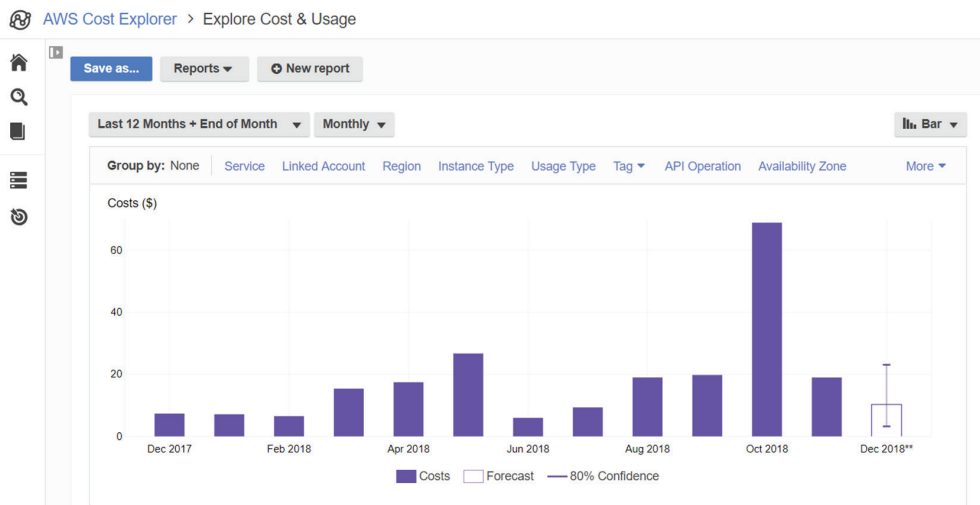 AWS Cost Explorer > Explore Cost & Usage
Save as... Reports New report
Last 12 Months + End of Month Monthly Bar
Group by: None Service Linked Account Region Instance Type Usage Type Tag API Operation Availability Zone More
Costs ($)
60
40
20
0
Dec 2017 Feb 2018 Apr 2018 Jun 2018 Aug 2018 Oct 2018 Dec 2018**
Costs Forecast 80% Confidence